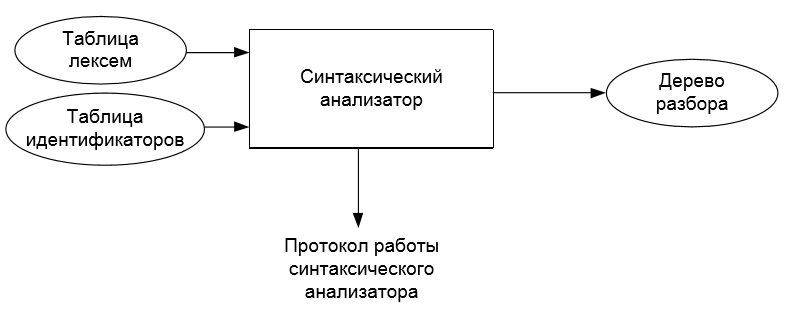 Таблица
лексем
Таблица
идентификаторов
Синтаксический
анализатор
Дерево
разбора
Протокол работы
синтаксического
анализатора